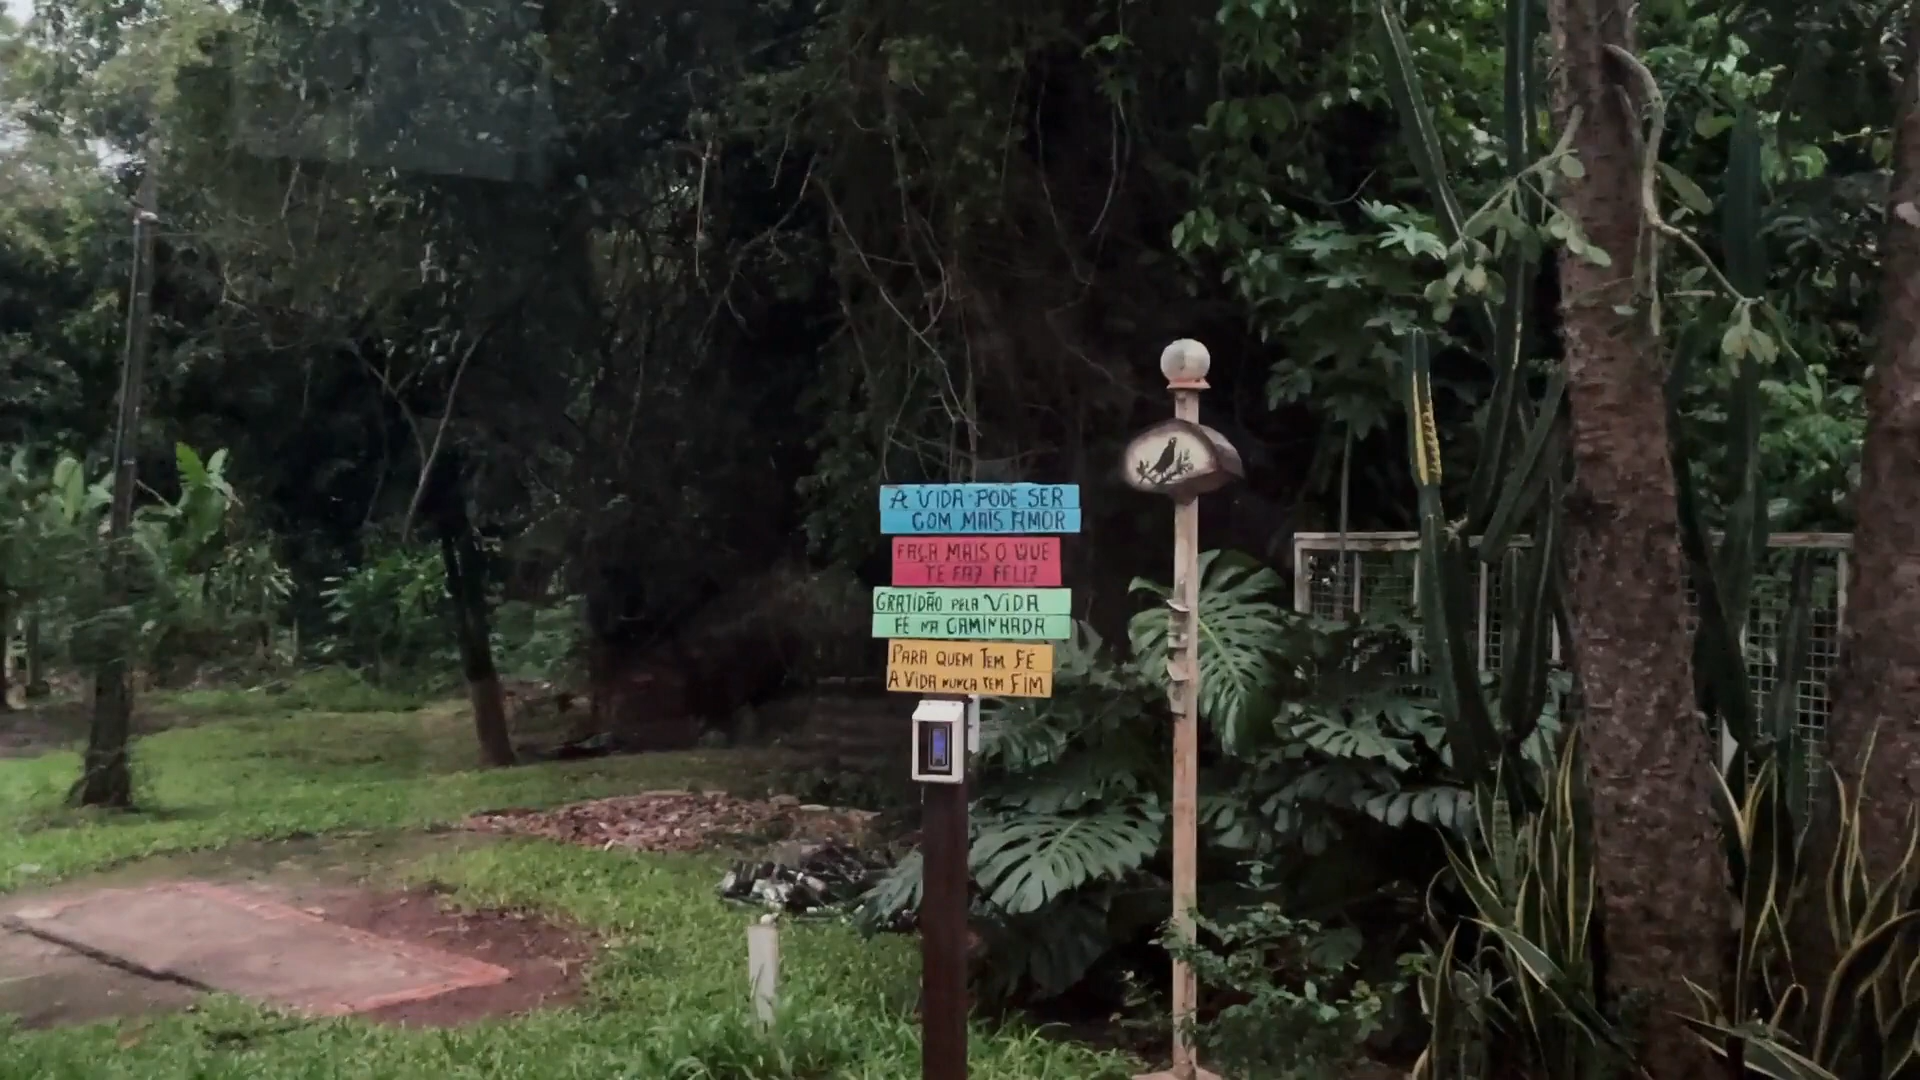 A VIDA PODE SER
COM MAIS AMOR
FAÇA MAIS O QUE
TE FAZ FELIZ
GRATIDÃO PELA VIDA
FÉ NA CAMINHADA
PARA QUEM TEM FÉ
A VIDA NUNCA TEM FIM